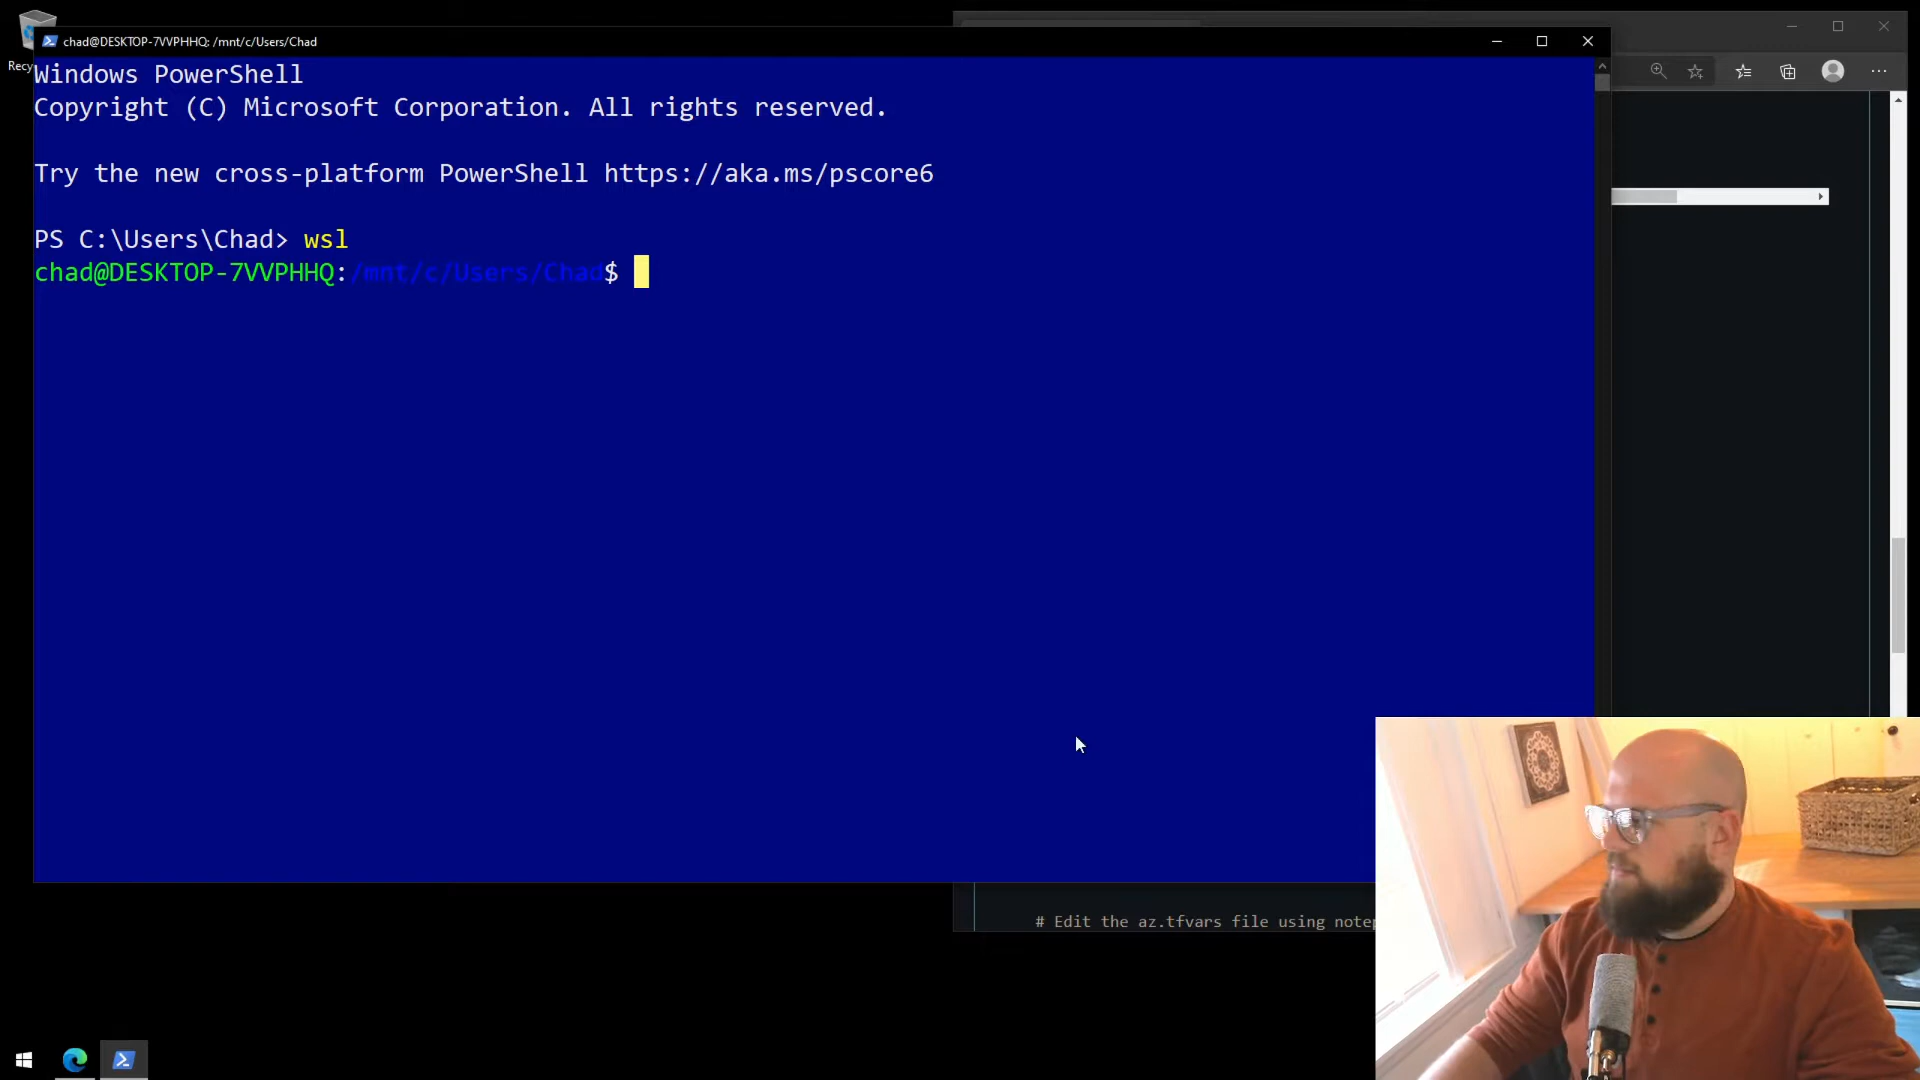 Recy
chad@DESKTOP-7VVPHHQ: /mnt/c/Users/Chad
Windows PowerShell
Copyright (C) Microsoft Corporation. All rights reserved.
Try the new cross-platform PowerShell https://aka.ms/pscore6
PS C:\Users\Chad> wsl
chad@DESKTOP-7VVPHHQ:/mnt/c/Users/Chad$
# Edit the az.tfvars file using notep